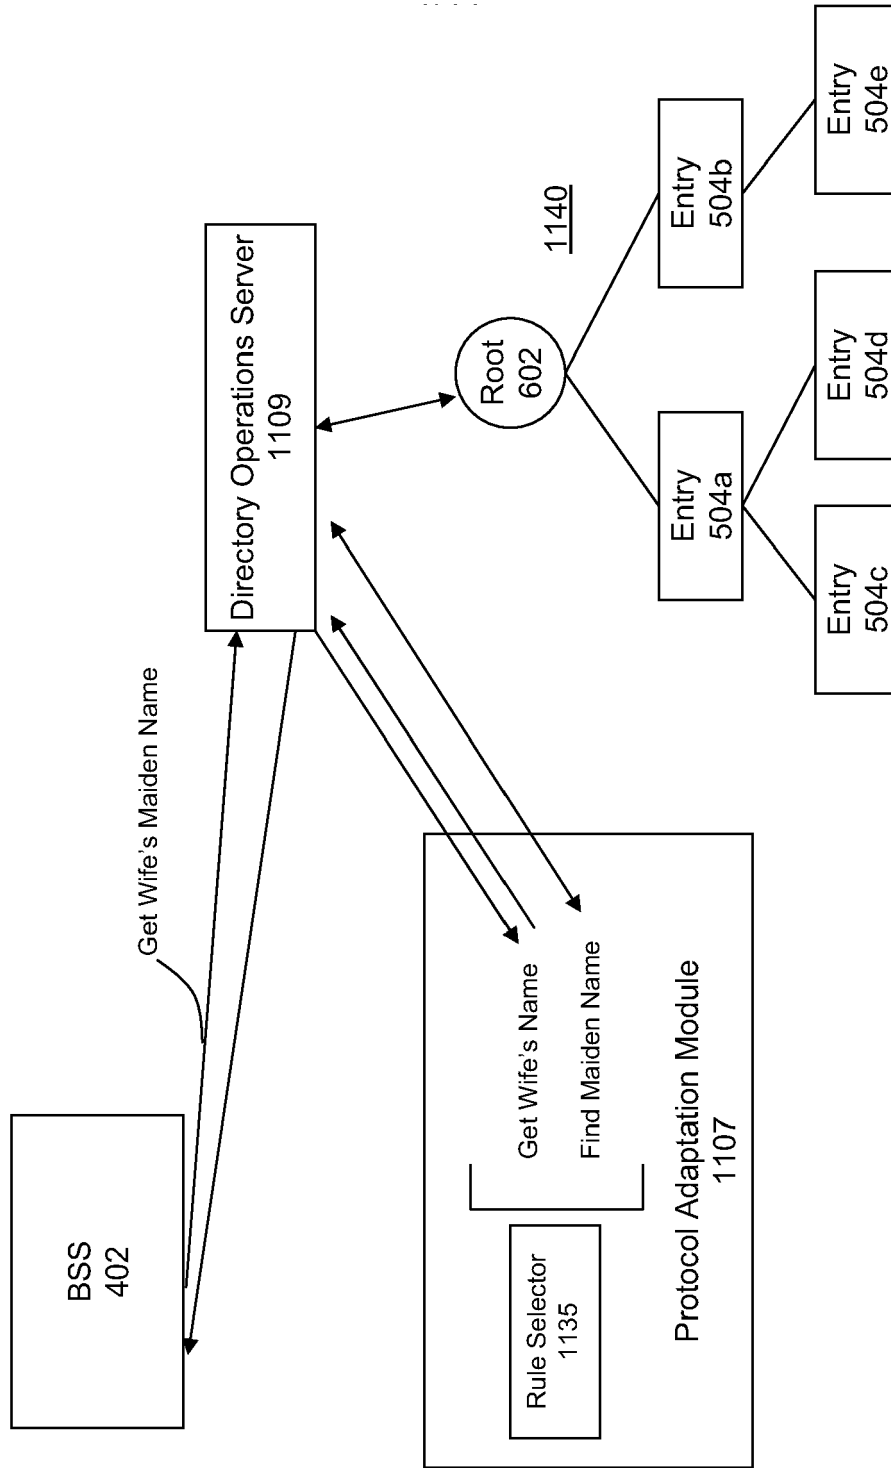 BSS
402
Get Wife's Maiden Name
Directory Operations Server
1109
Rule Selector
1135
Get Wife's Name
Find Maiden Name
Protocol Adaptation Module
1107
Root
602
1140
Entry
504a
Entry
504b
Entry
504c
Entry
504d
Entry
504e